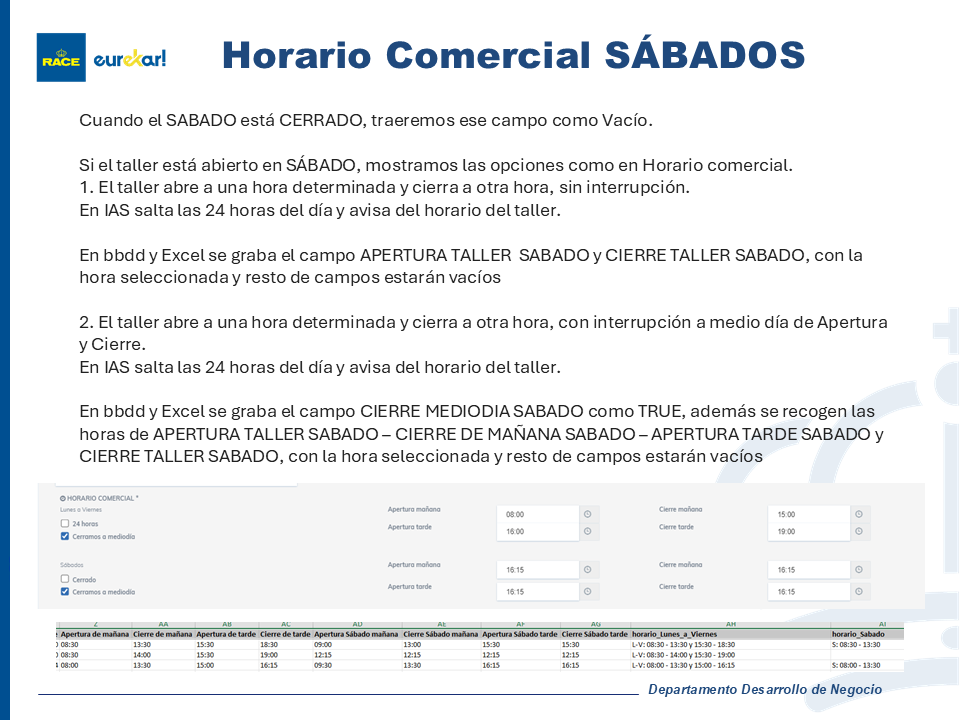 RACE eurekar!
Horario Comercial SÁBADOS
Cuando el SABADO está CERRADO, traeremos ese campo como Vacío.
Si el taller está abierto en SÁBADO, mostramos las opciones como en Horario comercial.
1. El taller abre a una hora determinada y cierra a otra hora, sin interrupción.
En IAS salta las 24 horas del día y avisa del horario del taller.
En bbdd y Excel se graba el campo APERTURA TALLER  SABADO y CIERRE TALLER SABADO, con la
hora seleccionada y resto de campos estarán vacíos
2. El taller abre a una hora determinada y cierra a otra hora, con interrupción a medio día de Apertura
y Cierre.
En IAS salta las 24 horas del día y avisa del horario del taller.
En bbdd y Excel se graba el campo CIERRE MEDIODIA SABADO como TRUE, además se recogen las
horas de APERTURA TALLER SABADO – CIERRE DE MAÑANA SABADO – APERTURA TARDE SABADO y
CIERRE TALLER SABADO, con la hora seleccionada y resto de campos estarán vacíos
HORARIO COMERCIAL *
Lunes a Viernes
Apertura mañana 08:00 Cierre mañana 15:00
24 horas
Apertura tarde 16:00 Cierre tarde 19:00
Cerramos a mediodía
Sábados
Apertura mañana 16:15 Cierre mañana 16:15
Cerrado
Apertura tarde 16:15 Cierre tarde 16:15
Cerramos a mediodía
Z AA AB AC AD AE AF AG AH AI
Apertura de mañana Cierre de mañana Apertura de tarde Cierre de tarde Apertura Sábado mañana Cierre Sábado mañana Apertura Sábado tarde Cierre Sábado tarde horario_Lunes_a_Viernes horario_Sabado
08:30 13:30 15:30 18:30 09:00 13:00 15:30 15:30 L-V: 08:30 - 13:30 y 15:30 - 18:30 S: 08:30 - 13:30
08:30 14:00 15:30 19:00 12:15 12:15 12:15 12:15 L-V: 08:30 - 14:00 y 15:30 - 19:00
08:00 13:30 15:00 16:15 09:30 13:30 16:15 16:15 L-V: 08:00 - 13:30 y 15:00 - 16:15 S: 08:00 - 13:30
Departamento Desarrollo de Negocio